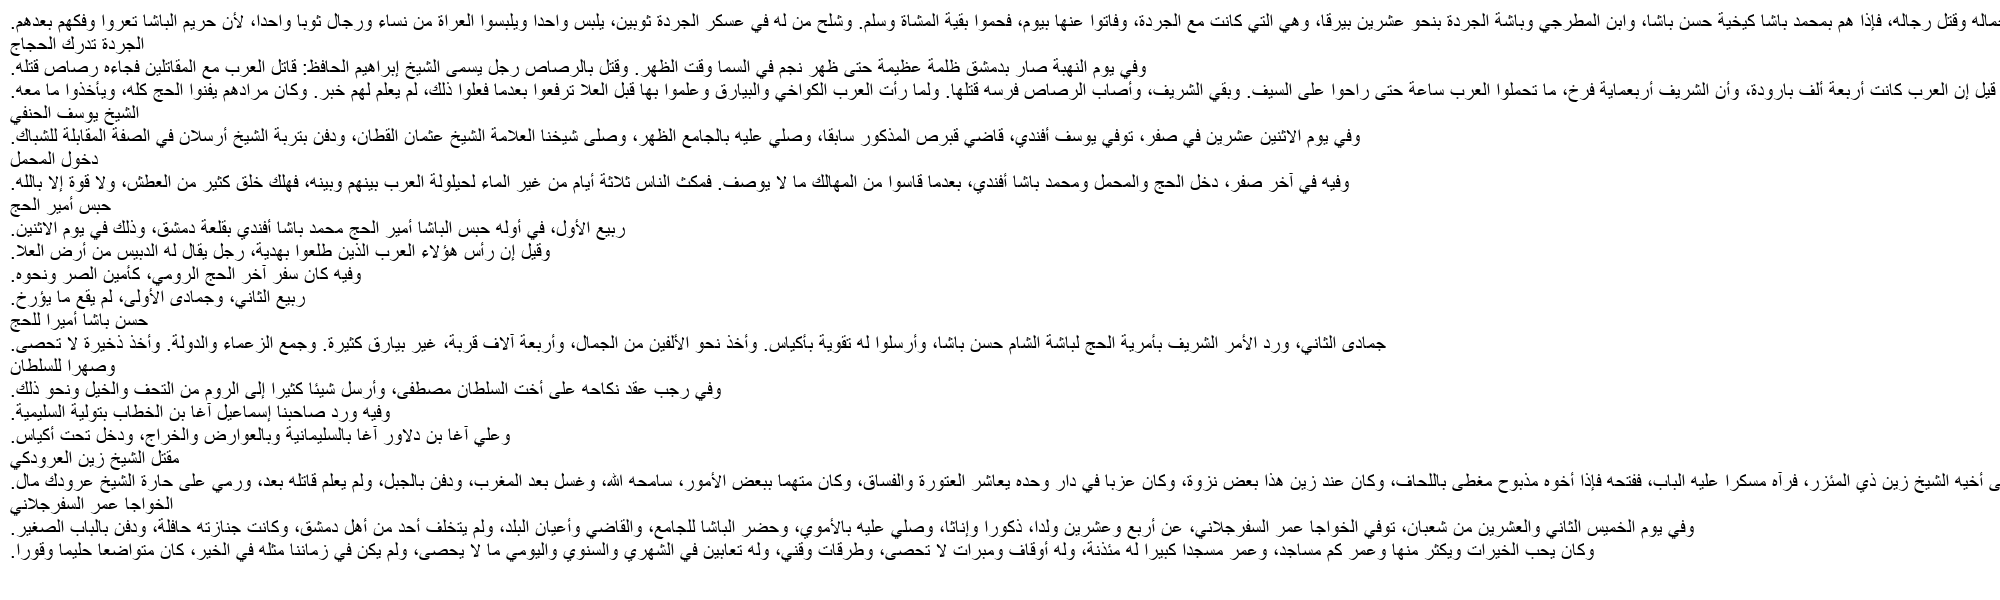 جماله وقتل رجاله، فإذا هم بمحمد باشا كيخية حسن باشا، وابن المطرجي وباشة الجردة بنحو عشرين بيرقا، وهي التي كانت مع الجردة، وفاتوا عنها بيوم، فحموا بقية المشاة وسلم. وشلح من له في عسكر الجردة ثوبين، يلبس واحدا ويلبسوا العراة من نساء ورجال ثوبا واحدا، لأن حريم الباشا تعروا وفكهم بعدهم.
الجردة تدرك الحجاج
وفي يوم النهبة صار بدمشق ظلمة عظيمة حتى ظهر نجم في السما وقت الظهر. وقتل بالرصاص رجل يسمى الشيخ إبراهيم الحافظ: قاتل العرب مع المقاتلين فجاءه رصاص قتله.
قيل إن العرب كانت أربعة ألف بارودة، وأن الشريف أربعماية فرخ، ما تحملوا العرب ساعة حتى راحوا على السيف. وبقي الشريف، وأصاب الرصاص فرسه قتلها. ولما رأت العرب الكواخي والبيارق وعلموا بها قبل العلا ترفعوا بعدما فعلوا ذلك، لم يعلم لهم خبر. وكان مرادهم يفنوا الحج كله، ويأخذوا ما معه.
الشيخ يوسف الحنفي
وفي يوم الاثنين عشرين في صفر، توفي يوسف أفندي، قاضي قبرص المذكور سابقا، وصلي عليه بالجامع الظهر، وصلى شيخنا العلامة الشيخ عثمان القطان، ودفن بتربة الشيخ أرسلان في الصفة المقابلة للشباك.
دخول المحمل
وفيه في آخر صفر، دخل الحج والمحمل ومحمد باشا أفندي، بعدما قاسوا من المهالك ما لا يوصف. فمكث الناس ثلاثة أيام من غير الماء لحيلولة العرب بينهم وبينه، فهلك خلق كثير من العطش، ولا قوة إلا بالله.
حبس أمير الحج
ربيع الأول، في أوله حبس الباشا أمير الحج محمد باشا أفندي بقلعة دمشق، وذلك في يوم الاثنين.
وقيل إن رأس هؤلاء العرب الذين طلعوا بهدية، رجل يقال له الدبيس من أرض العلا.
وفيه كان سفر آخر الحج الرومي، كأمين الصر ونحوه.
ربيع الثاني، وجمادى الأولى، لم يقع ما يؤرخ.
حسن باشا أميرا للحج
جمادى الثاني، ورد الأمر الشريف بأمرية الحج لباشة الشام حسن باشا، وأرسلوا له تقوية بأكياس. وأخذ نحو الألفين من الجمال، وأربعة آلاف قربة، غير بيارق كثيرة. وجمع الزعماء والدولة. وأخذ ذخيرة لا تحصى.
وصهرا للسلطان
وفي رجب عقد نكاحه على أخت السلطان مصطفى، وأرسل شيئا كثيرا إلى الروم من التحف والخيل ونحو ذلك.
وفيه ورد صاحبنا إسماعيل آغا بن الخطاب بتولية السليمية.
وعلي آغا بن دلاور آغا بالسليمانية وبالعوارض والخراج، ودخل تحت أكياس.
مقتل الشيخ زين العرودكي
أخيه الشيخ زين ذي المئزر، فرآه مسكرا عليه الباب، ففتحه فإذا أخوه مذبوح مغطى باللحاف، وكان عند زين هذا بعض نزوة، وكان عزبا في دار وحده يعاشر العتورة والفساق، وكان متهما ببعض الأمور، سامحه الله، وغسل بعد المغرب، ودفن بالجبل، ولم يعلم قاتله بعد، ورمي على حارة الشيخ عرودك مال.
الخواجا عمر السفرجلاني
وفي يوم الخميس الثاني والعشرين من شعبان، توفي الخواجا عمر السفرجلاني، عن أربع وعشرين ولدا، ذكورا وإناثا، وصلي عليه بالأموي، وحضر الباشا للجامع، والقاضي وأعيان البلد، ولم يتخلف أحد من أهل دمشق، وكانت جنازته حافلة، ودفن بالباب الصغير.
وكان يحب الخيرات ويكثر منها وعمر كم مساجد، وعمر مسجدا كبيرا له مئذنة، وله أوقاف ومبرات لا تحصى، وطرقات وقني، وله تعابين في الشهري والسنوي واليومي ما لا يحصى، ولم يكن في زماننا مثله في الخير، كان متواضعا حليما وقورا.